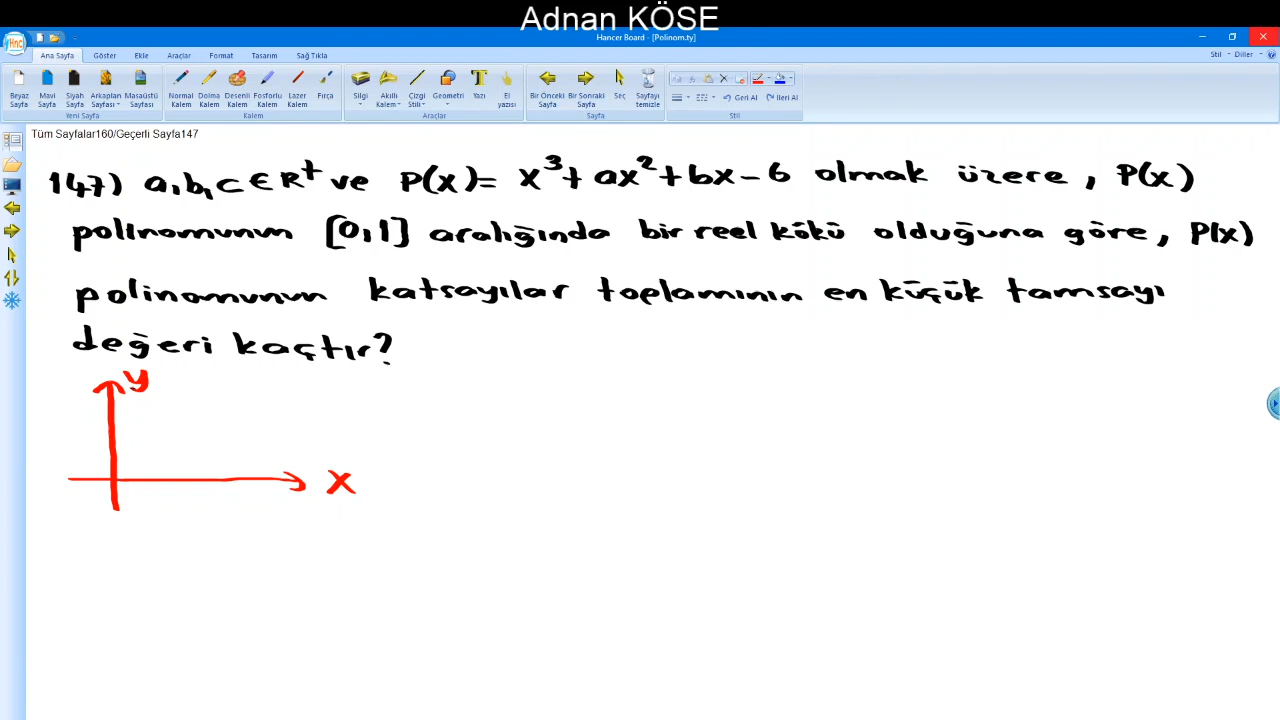 Adnan KÖSE
Hancer Board - [Polinom.ty]
Hnc
Ana Sayfa Göster Ekle Araçlar Format Tasarım Sağ Tıkla Stil Diller
Beyaz Sayfa Mavi Sayfa Siyah Sayfa Arkaplan Sayfası Masaüstü Sayfası Normal Kalem Dolma Kalem Desenli Kalem Fosforlu Kalem Lazer Kalem Fırça Silgi Akıllı Kalem Çizgi Stili Geometri Yazı El yazısı Bir Önceki Sayfa Bir Sonraki Sayfa Seç Sayfayı temizle Geri Al İleri Al
Yeni Sayfa Kalem Araçlar Sayfa Stil
Tüm Sayfalar160/Geçerli Sayfa147
147) a,b,c ∈ R⁺ ve P(x)= x³+ax²+bx-6 olmak üzere, P(x)
polinomunun [0,1] aralığında bir reel kökü olduğuna göre, P(x)
polinomunun katsayılar toplamının en küçük tamsayı
değeri kaçtır?
y
x